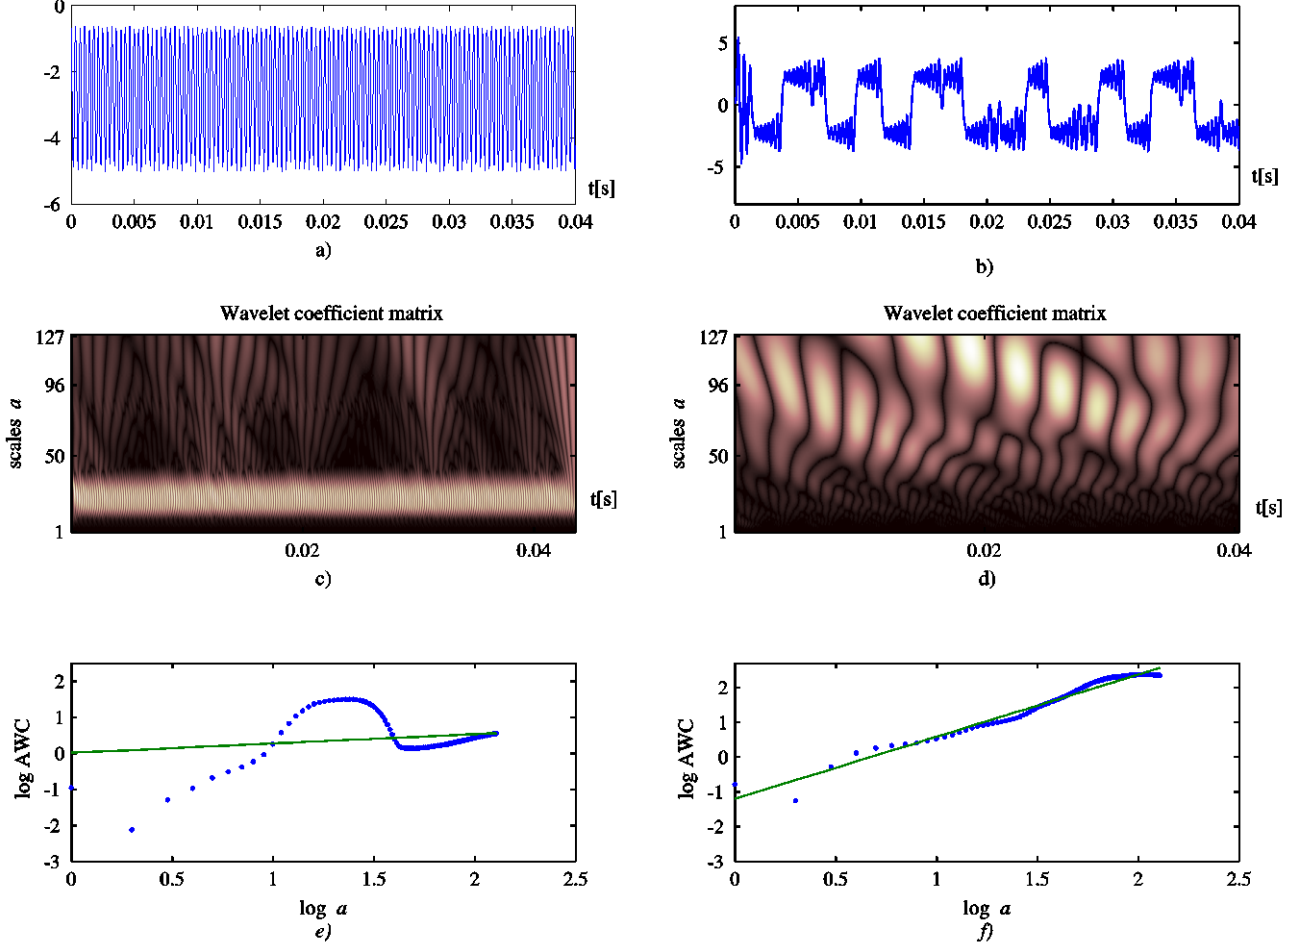 0
-2
-4
-6
0 0.005 0.01 0.015 0.02 0.025 0.03 0.035 0.04
t[s]
a)
5
0
-5
0 0.005 0.01 0.015 0.02 0.025 0.03 0.035 0.04
t[s]
b)
Wavelet coefficient matrix
127
96
50
1
scales a
0.02 0.04
t[s]
c)
Wavelet coefficient matrix
127
96
50
1
scales a
0.02 0.04
t[s]
d)
2
1
0
-1
-2
-3
log AWC
0 0.5 1 1.5 2 2.5
log a
e)
2
1
0
-1
-2
-3
log AWC
0 0.5 1 1.5 2 2.5
log a
f)